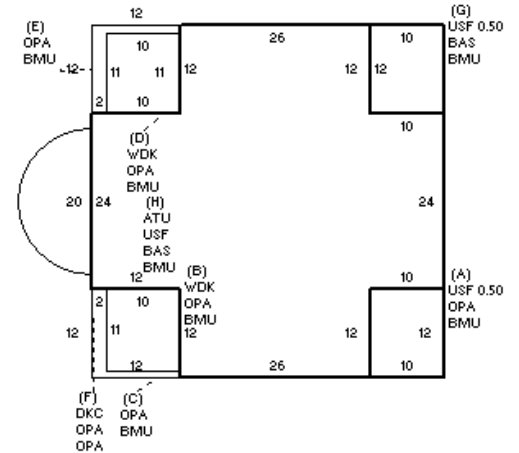 12
(E)
OPA
BMU
(G)
USF 0.50
BAS
BMU
10
26
10
12
11
11
12
12
12
2
10
10
(D)
WDK
OPA
BMU
20
24
24
(H)
ATU
USF
BAS
BMU
12
10
(B)
WDK
OPA
BMU
(A)
USF 0.50
OPA
BMU
2
10
12
11
12
12
12
12
26
10
(F)
DKC
OPA
OPA
(C)
OPA
BMU